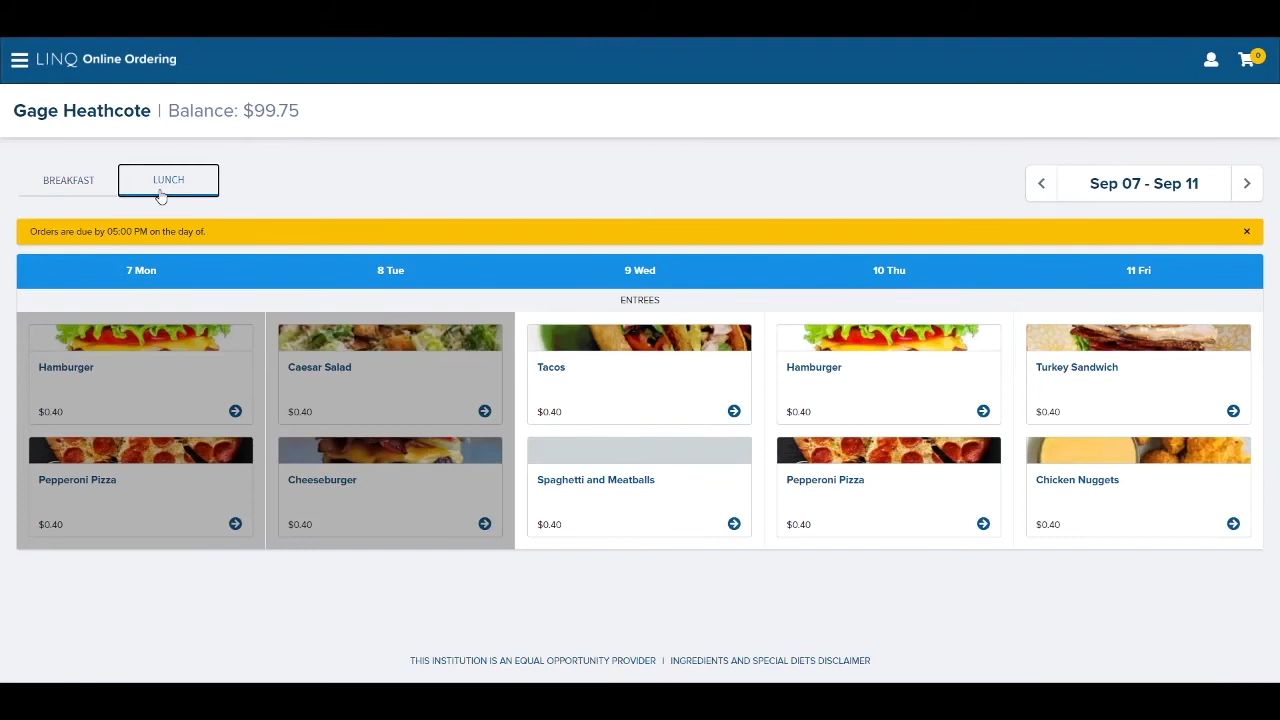 LINQ Online Ordering
0
Gage Heathcote | Balance: $99.75
BREAKFAST
LUNCH
Sep 07 - Sep 11
Orders are due by 05:00 PM on the day of.
×
7 Mon
8 Tue
9 Wed
10 Thu
11 Fri
ENTREES
Hamburger
Caesar Salad
Tacos
Hamburger
Turkey Sandwich
$0.40
$0.40
$0.40
$0.40
$0.40
Pepperoni Pizza
Cheeseburger
Spaghetti and Meatballs
Pepperoni Pizza
Chicken Nuggets
$0.40
$0.40
$0.40
$0.40
$0.40
THIS INSTITUTION IS AN EQUAL OPPORTUNITY PROVIDER | INGREDIENTS AND SPECIAL DIETS DISCLAIMER